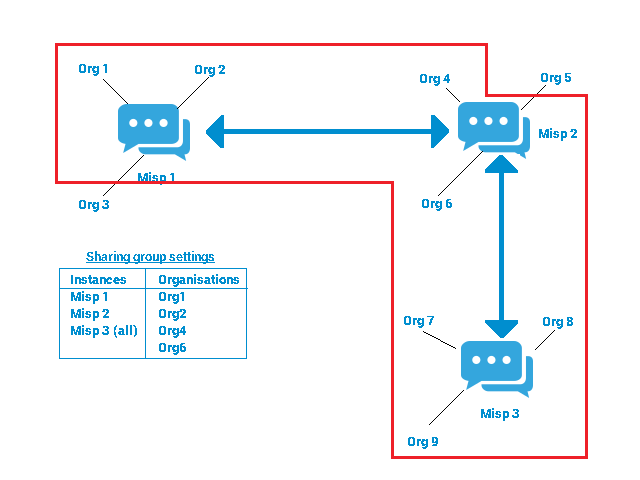 Org 1
Org 2
Misp 1
Org 3
Org 4
Org 5
Misp 2
Org 6
Sharing group settings
Instances Organisations
Misp 1 Org1
Misp 2 Org2
Misp 3 (all) Org4
Org6
Org 7
Org 8
Misp 3
Org 9